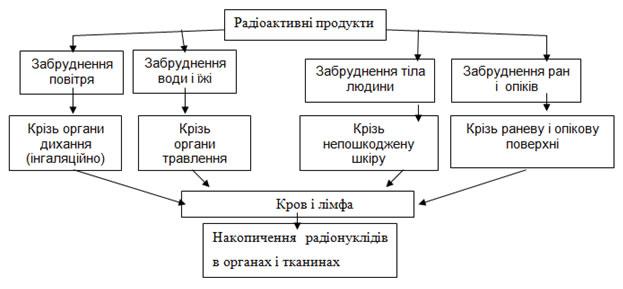 Радіоактивні продукти
Забруднення
повітря
Забруднення
води і їжі
Забруднення тіла
людини
Забруднення ран
і опіків
Крізь органи
дихання
(інгаляційно)
Крізь
органи
травлення
Крізь
непошкоджену
шкіру
Крізь раневу і опікову
поверхні
Кров і лімфа
Накопичення радіонуклідів
в органах і тканинах